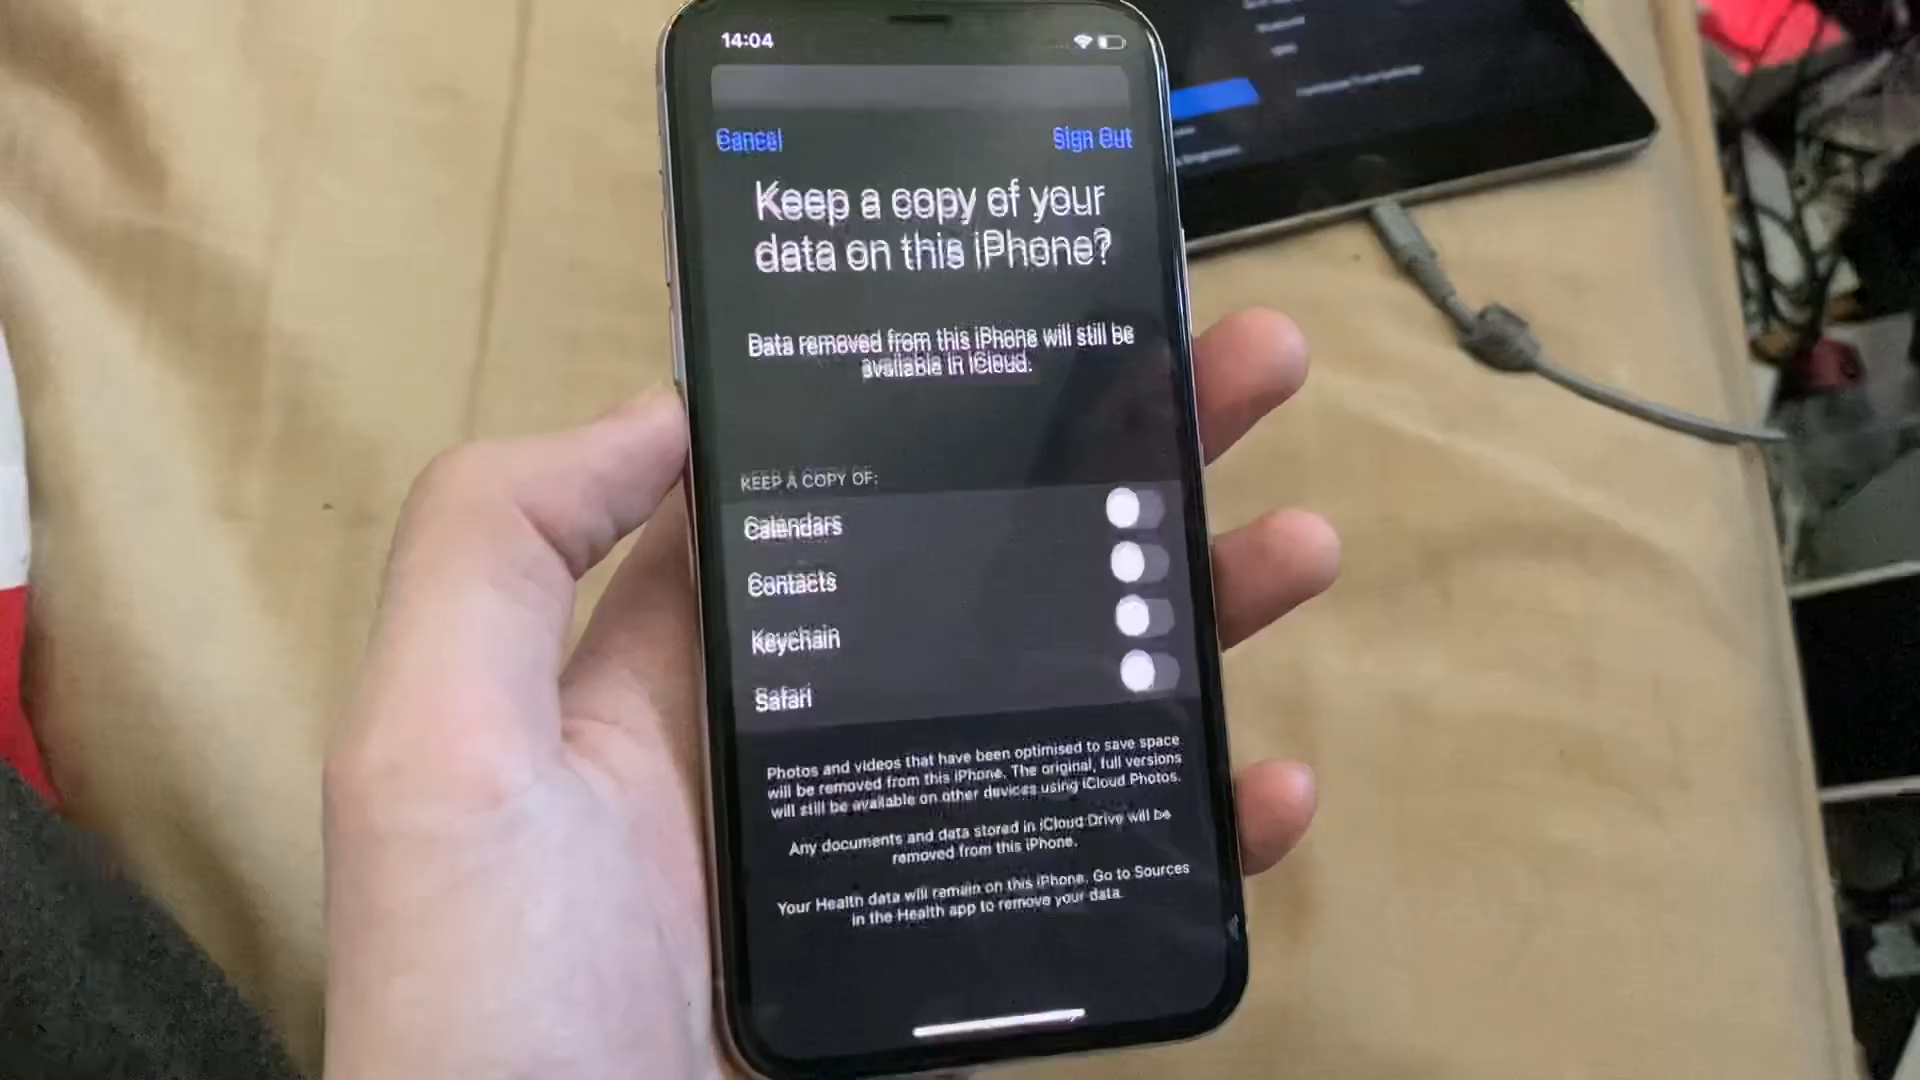 14:04
Cancel
Sign Out
Keep a copy of your
data on this iPhone?
Data removed from this iPhone will still be
available in iCloud.
KEEP A COPY OF:
Calendars
Contacts
Keychain
Safari
Photos and videos that have been optimised to save space
will be removed from this iPhone. The original, full versions
will still be available on other devices using iCloud Photos.
Any documents and data stored in iCloud Drive will be
removed from this iPhone.
Your Health data will remain on this iPhone. Go to Sources
in the Health app to remove your data.